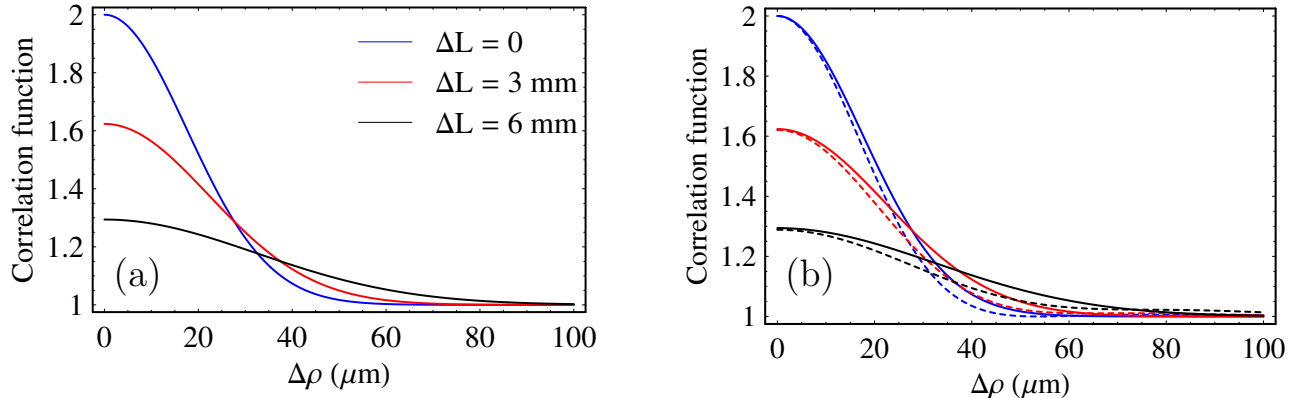 2
1.8
1.6
1.4
1.2
1
Correlation function
ΔL = 0
ΔL = 3 mm
ΔL = 6 mm
(a)
0 20 40 60 80 100
Δρ (μm)
2
1.8
1.6
1.4
1.2
1
Correlation function
(b)
0 20 40 60 80 100
Δρ (μm)